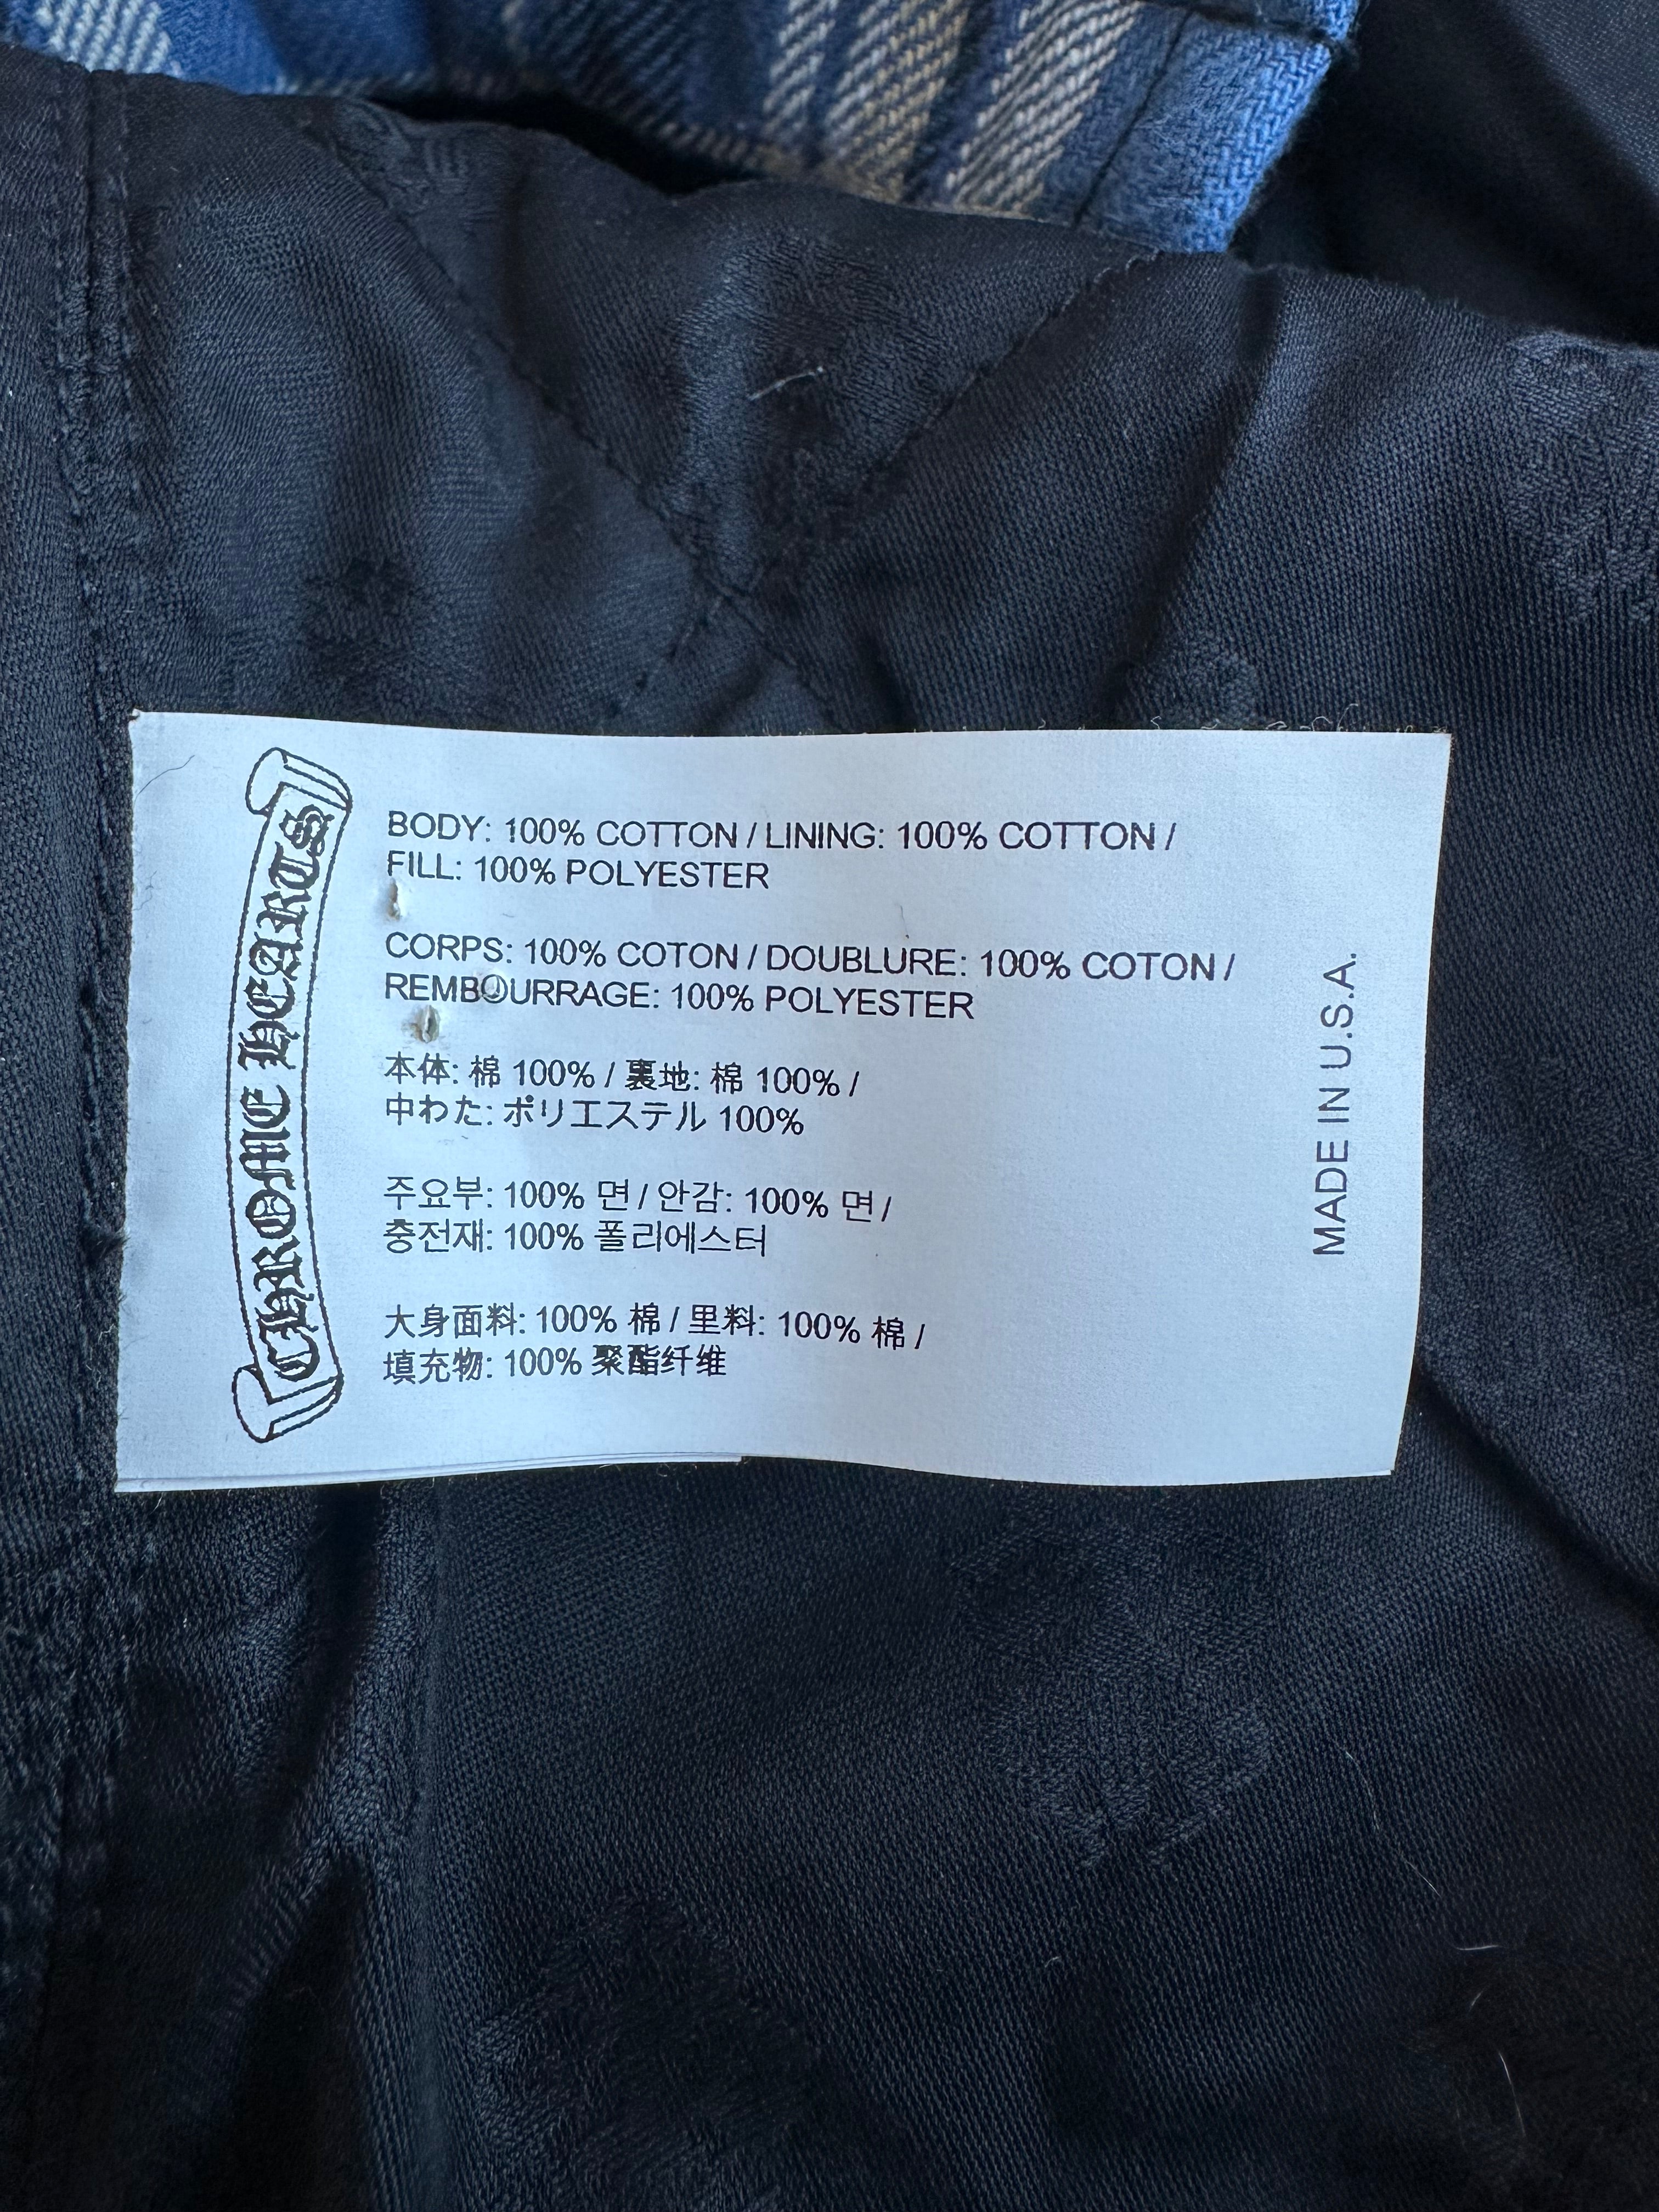 CHROME HEARTS
BODY: 100% COTTON / LINING: 100% COTTON /
FILL: 100% POLYESTER
CORPS: 100% COTON / DOUBLURE: 100% COTON /
REMBOURRAGE: 100% POLYESTER
本体: 棉 100% / 裏地: 棉 100% /
中わた: ポリエステル 100%
주요부: 100% 면 / 안감: 100% 면 /
충전재: 100% 폴리에스터
大身面料: 100% 棉 / 里料: 100% 棉 /
填充物: 100% 聚酯纤维
MADE IN U.S.A.